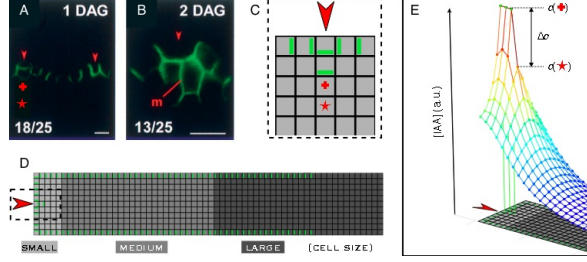 A
1 DAG
18/25
B
2 DAG
m
13/25
C
D
SMALL
MEDIUM
LARGE
(CELL SIZE)
E
[IAA] (a.u.)
c(✚)
Δc
c(★)